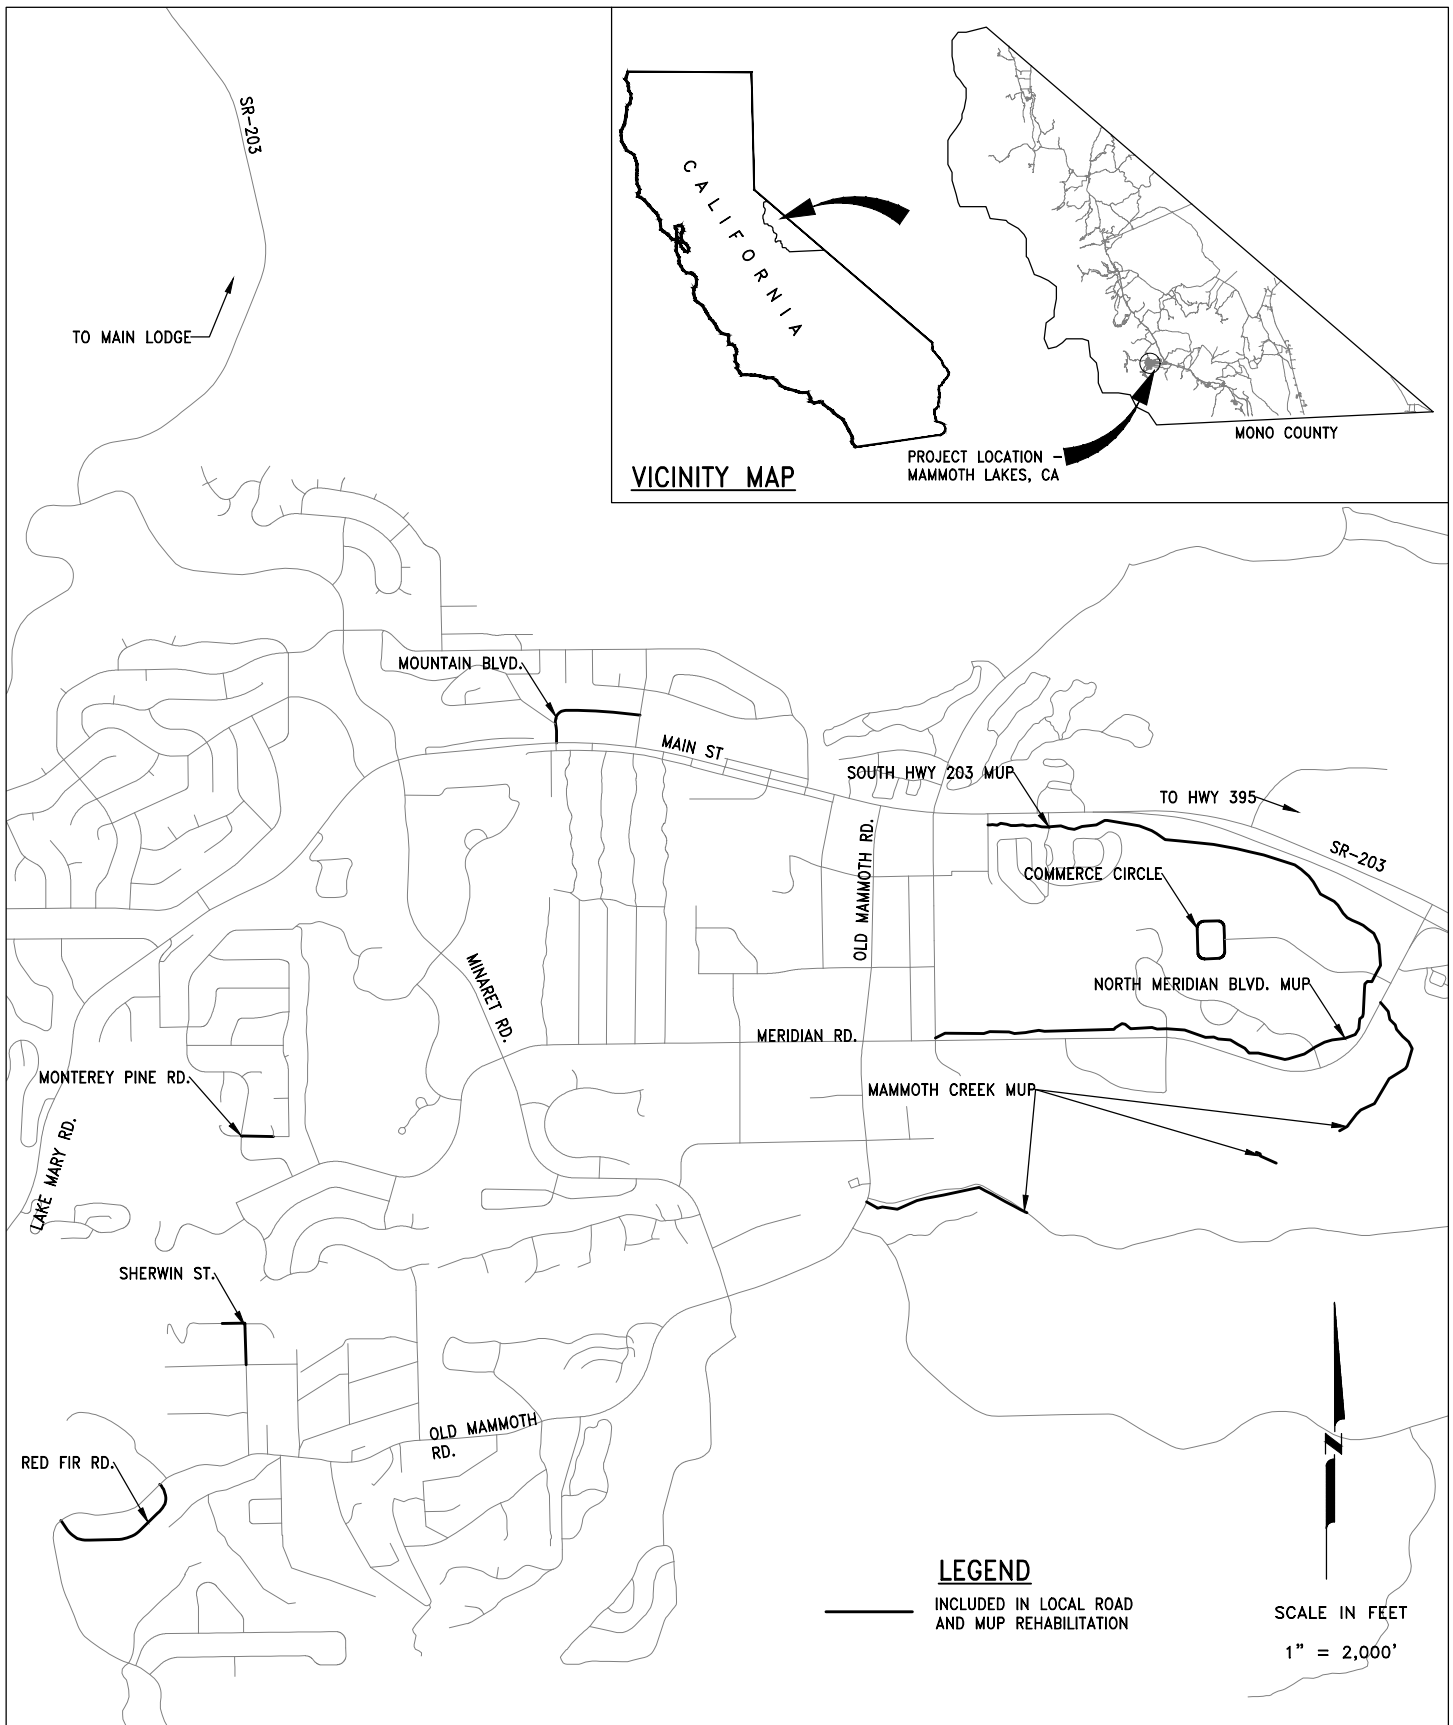 SR-203
CALIFORNIA
TO MAIN LODGE
MONO COUNTY
PROJECT LOCATION -
MAMMOTH LAKES, CA
VICINITY MAP
MOUNTAIN BLVD.
MAIN ST
SOUTH HWY 203 MUP
TO HWY 395
SR-203
OLD MAMMOTH RD.
COMMERCE CIRCLE
MINARET RD.
NORTH MERIDIAN BLVD. MUP
MERIDIAN RD.
MONTEREY PINE RD.
MAMMOTH CREEK MUP
LAKE MARY RD.
SHERWIN ST.
OLD MAMMOTH
RD.
RED FIR RD.
N
LEGEND
INCLUDED IN LOCAL ROAD
AND MUP REHABILITATION
SCALE IN FEET
1" = 2,000'